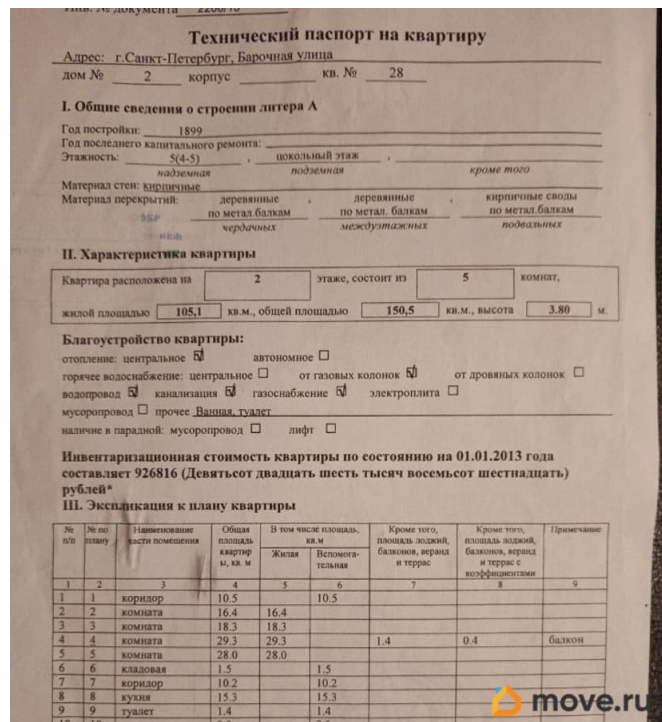 Инв. № документа 2206/10
Технический паспорт на квартиру
Адрес: г.Санкт-Петербург, Барочная улица
дом № 2 корпус кв. № 28
I. Общие сведения о строении литера А
Год постройки: 1899
Год последнего капитального ремонта:
Этажность: 5(4-5) , цокольный этаж ,
надземная подземная кроме того
Материал стен: кирпичные
Материал перекрытий: деревянные , деревянные , кирпичные своды
по метал.балкам по метал. балкам по метал.балкам
чердачных междуэтажных подвальных
II. Характеристика квартиры
Квартира расположена на 2 этаже, состоит из 5 комнат,
жилой площадью 105,1 кв.м., общей площадью 150,5 кв.м., высота 3.80 м.
Благоустройство квартиры:
отопление: центральное ☑ автономное ☐
горячее водоснабжение: центральное ☐ от газовых колонок ☑ от дровяных колонок ☐
водопровод ☑ канализация ☑ газоснабжение ☑ электроплита ☐
мусоропровод ☐ прочее Ванная, туалет
наличие в парадной: мусоропровод ☐ лифт ☐
Инвентаризационная стоимость квартиры по состоянию на 01.01.2013 года
составляет 926816 (Девятьсот двадцать шесть тысяч восемьсот шестнадцать)
рублей*
III. Экспликация к плану квартиры
№ № по Наименование Общая В том числе площадь, Кроме того, Кроме того, Примечание
п/п плану части помещения площадь кв.м площадь лоджий, площадь лоджий,
квартир Жилая Вспомога- балконов, веранд балконов, веранд
ы, кв. м тельная и террас и террас с
коэффициентами
1 2 3 4 5 6 7 8 9
1 1 коридор 10.5 10.5
2 2 комната 16.4 16.4
3 3 комната 18.3 18.3
4 4 комната 29.3 29.3 1.4 0.4 балкон
5 5 комната 28.0 28.0
6 6 кладовая 1.5 1.5
7 7 коридор 10.2 10.2
8 8 кухня 15.3 15.3
9 9 туалет 1.4 1.4
move.ru